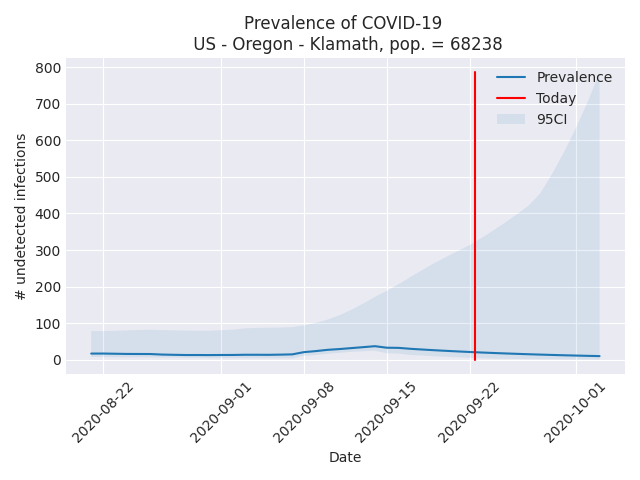 Prevalence of COVID-19
US - Oregon - Klamath, pop. = 68238
Prevalence
Today
95CI
# undetected infections
800
700
600
500
400
300
200
100
0
2020-08-22
2020-09-01
2020-09-08
2020-09-15
2020-09-22
2020-10-01
Date